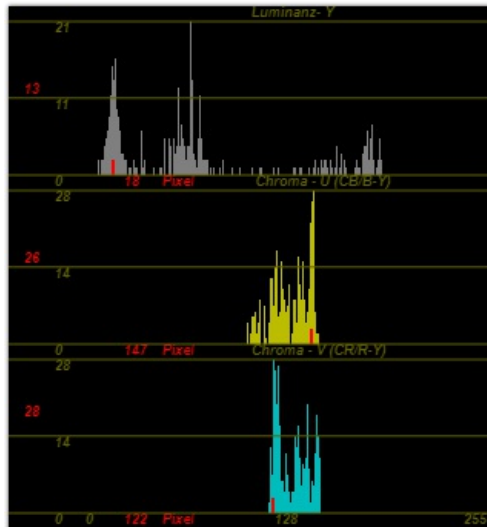 Luminanz- Y
21
13
11
0 18 Pixel Chroma - U (CB/B-Y)
28
26
14
0 147 Pixel Chroma - V (CR/R-Y)
28
28
14
0 0 122 Pixel 128 255